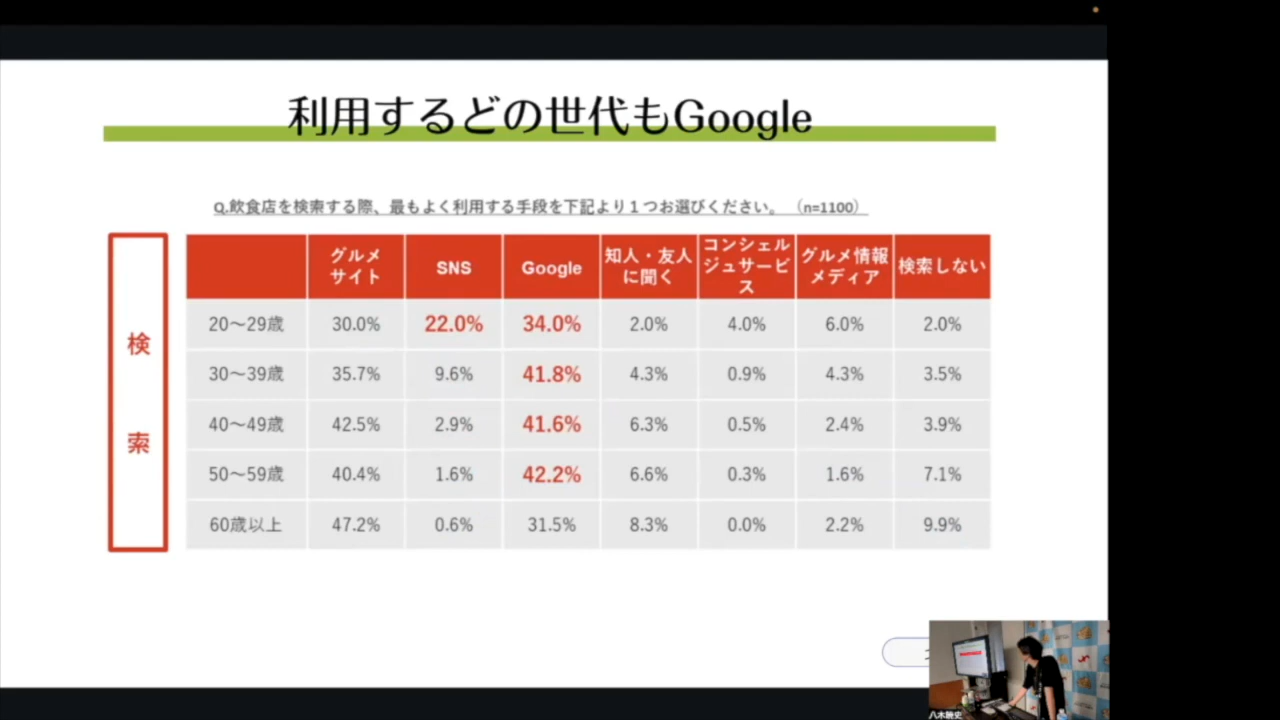 利用するどの世代もGoogle
Q.飲食店を検索する際、最もよく利用する手段を下記より1つお選びください。 （n=1100）
検
索
グルメ
サイト
SNS
Google
知人・友人
に聞く
コンシェル
ジュサービ
ス
グルメ情報
メディア
検索しない
20〜29歳 30.0% 22.0% 34.0% 2.0% 4.0% 6.0% 2.0%
30〜39歳 35.7% 9.6% 41.8% 4.3% 0.9% 4.3% 3.5%
40〜49歳 42.5% 2.9% 41.6% 6.3% 0.5% 2.4% 3.9%
50〜59歳 40.4% 1.6% 42.2% 6.6% 0.3% 1.6% 7.1%
60歳以上 47.2% 0.6% 31.5% 8.3% 0.0% 2.2% 9.9%